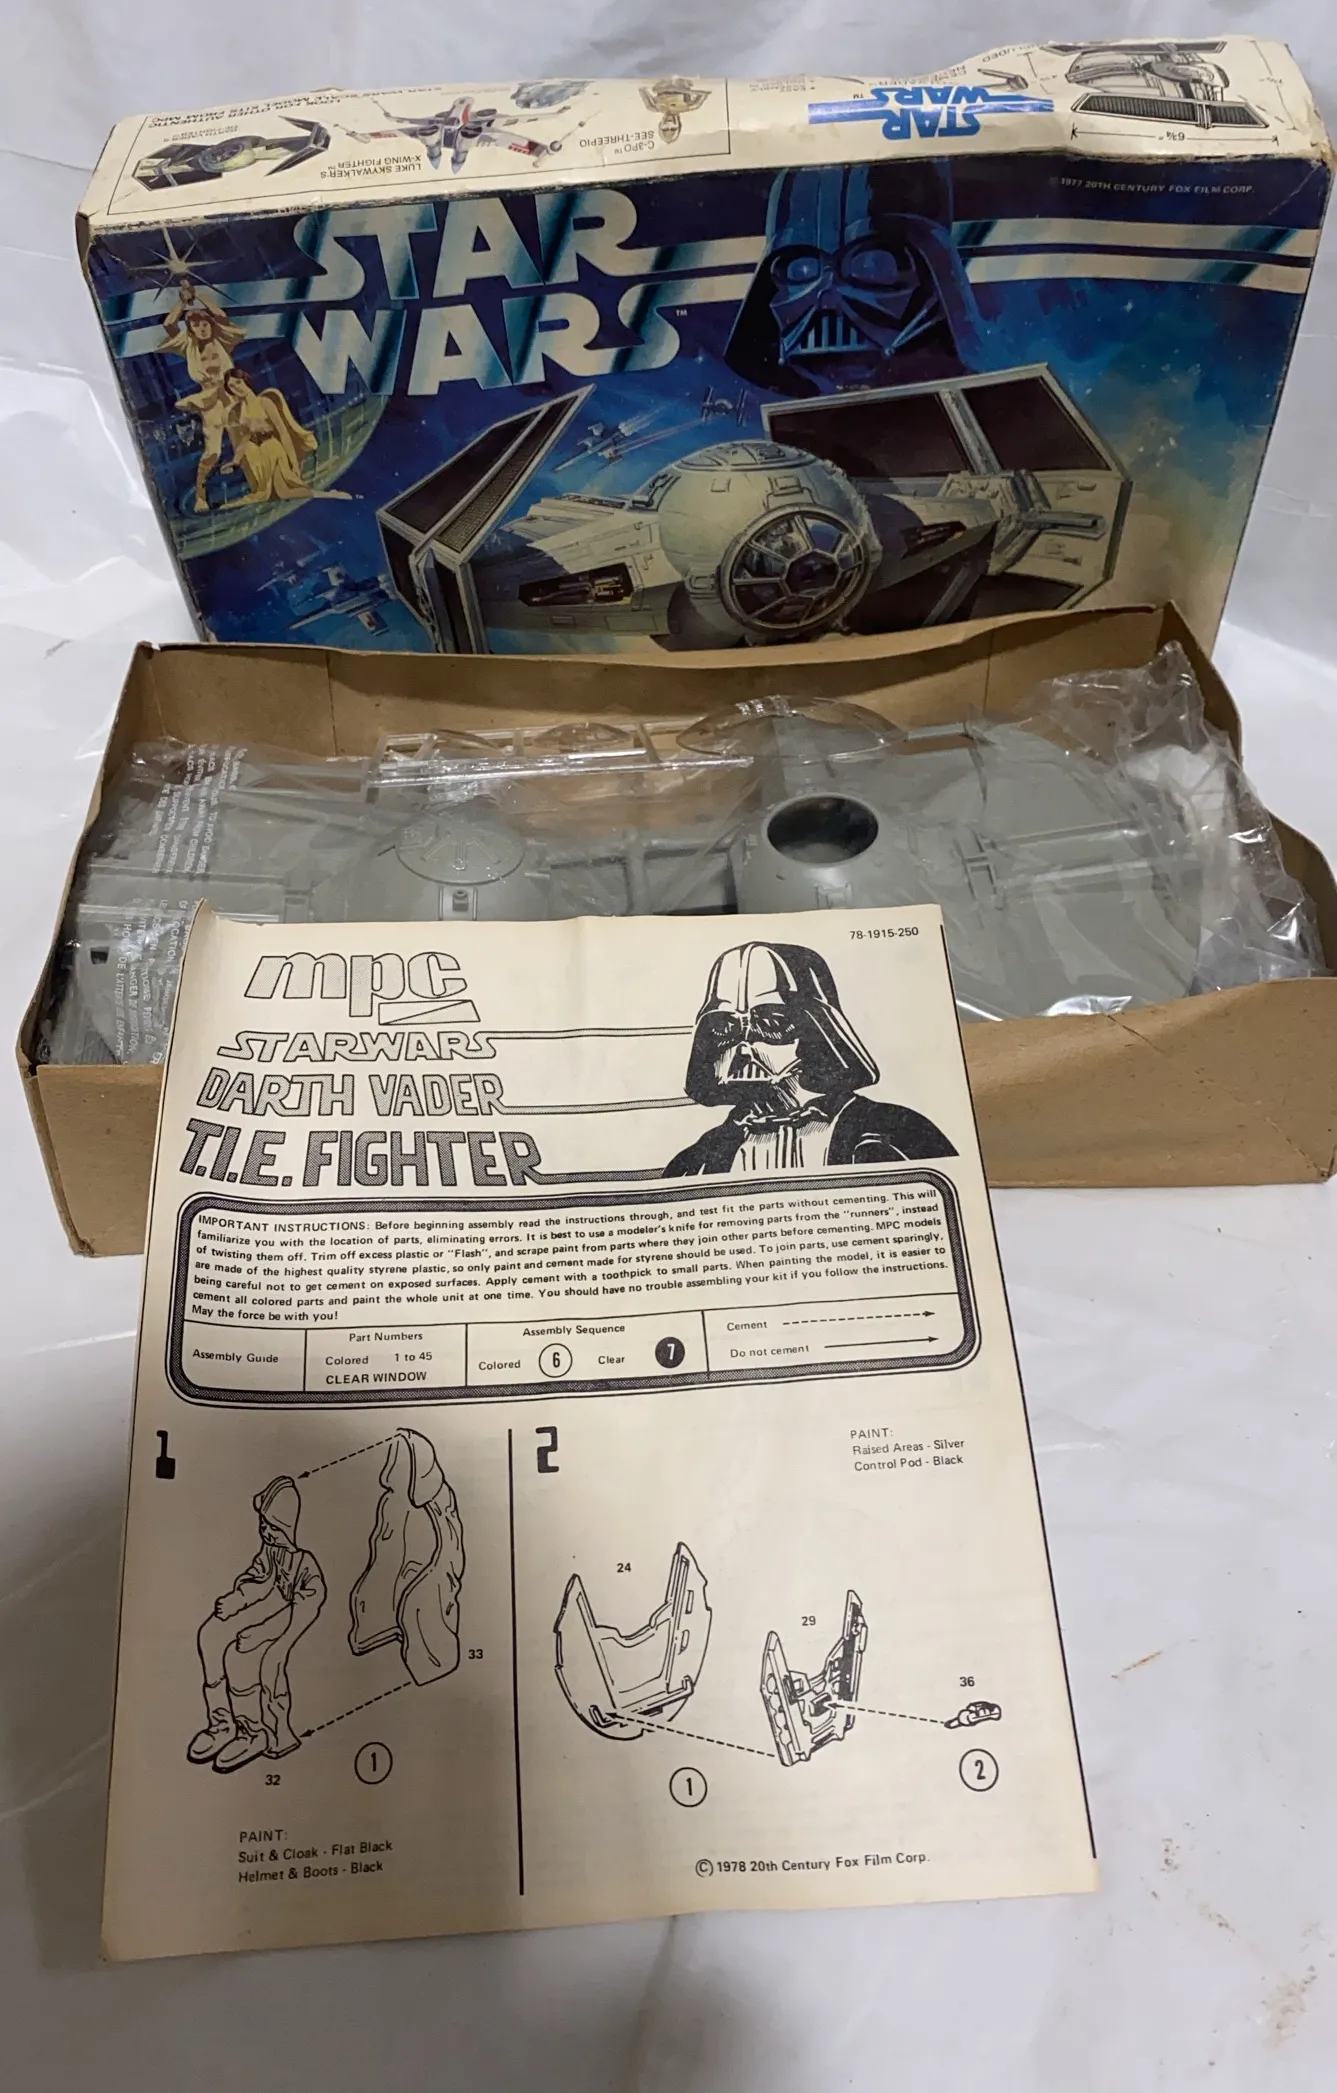 LOOK FOR OTHER AUTHENTIC
C-3PO™
SEE-THREEPIO
LUKE SKYWALKER'S
X-WING FIGHTER™
STAR
WARS™
6¾"
© 1977 20TH CENTURY FOX FILM CORP.
STAR
WARS™
78-1915-250
mpc
STAR WARS
DARTH VADER
T.I.E. FIGHTER
IMPORTANT INSTRUCTIONS: Before beginning assembly read the instructions through, and test fit the parts without cementing. This will
familiarize you with the location of parts, eliminating errors. It is best to use a modeler's knife for removing parts from the "runners", instead
of twisting them off. Trim off excess plastic or "Flash", and scrape paint from parts where they join other parts before cementing. MPC models
are made of the highest quality styrene plastic, so only paint and cement made for styrene should be used. To join parts, use cement sparingly,
being careful not to get cement on exposed surfaces. Apply cement with a toothpick to small parts. When painting the model, it is easier to
cement all colored parts and paint the whole unit at one time. You should have no trouble assembling your kit if you follow the instructions.
May the force be with you!
Assembly Guide
Part Numbers
Colored 1 to 45
CLEAR WINDOW
Assembly Sequence
Colored 6 Clear 7
Cement
Do not cement
1
33
32
1
PAINT:
Suit & Cloak - Flat Black
Helmet & Boots - Black
2
PAINT:
Raised Areas - Silver
Control Pod - Black
24
29
36
1
2
© 1978 20th Century Fox Film Corp.